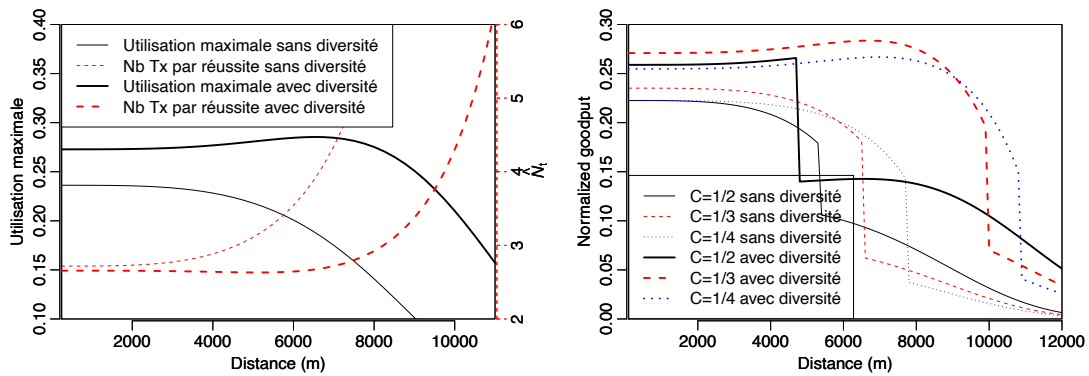 0.40
0.35
0.30
0.25
0.20
0.15
0.10
Utilisation maximale
Utilisation maximale sans diversité
Nb Tx par réussite sans diversité
Utilisation maximale avec diversité
Nb Tx par réussite avec diversité
6
5
4
3
2
N̂t
2000 4000 6000 8000 10000
Distance (m)
0.30
0.25
0.20
0.15
0.10
0.05
0.00
Normalized goodput
C=1/2 sans diversité
C=1/3 sans diversité
C=1/4 sans diversité
C=1/2 avec diversité
C=1/3 avec diversité
C=1/4 avec diversité
2000 4000 6000 8000 10000 12000
Distance (m)